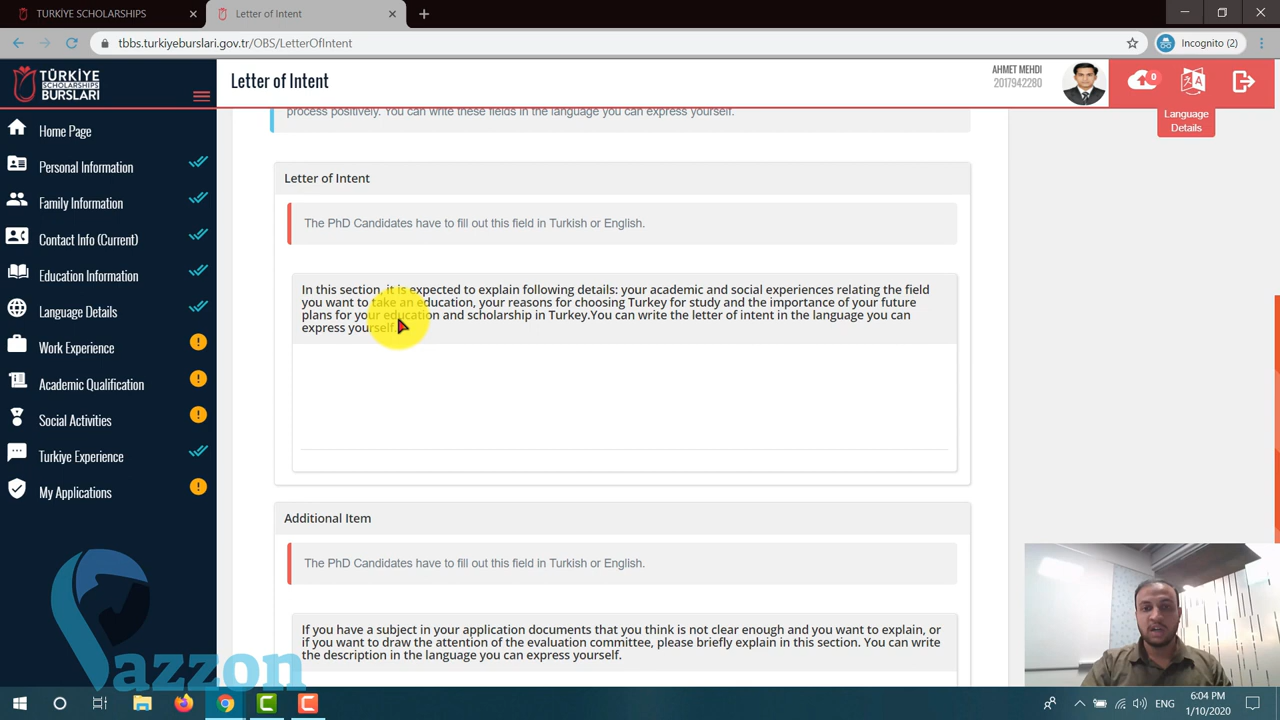 TURKİYE SCHOLARSHIPS
Letter of Intent
tbbs.turkiyeburslari.gov.tr/OBS/LetterOfIntent
Incognito (2)
TÜRKİYE
SCHOLARSHIPS
BURSLARI
Letter of Intent
AHMET MEHDI
2017942280
0
Home Page
Personal Information
Family Information
Contact Info (Current)
Education Information
Language Details
Work Experience
Academic Qualification
Social Activities
Turkiye Experience
My Applications
process positively. You can write these fields in the language you can express yourself.
Language
Details
Letter of Intent
The PhD Candidates have to fill out this field in Turkish or English.
In this section, it is expected to explain following details: your academic and social experiences relating the field
you want to take an education, your reasons for choosing Turkey for study and the importance of your future
plans for your education and scholarship in Turkey.You can write the letter of intent in the language you can
express yourself.
Additional Item
The PhD Candidates have to fill out this field in Turkish or English.
If you have a subject in your application documents that you think is not clear enough and you want to explain, or
if you want to draw the attention of the evaluation committee, please briefly explain in this section. You can write
the description in the language you can express yourself.
azzon
ENG
6:04 PM
1/10/2020